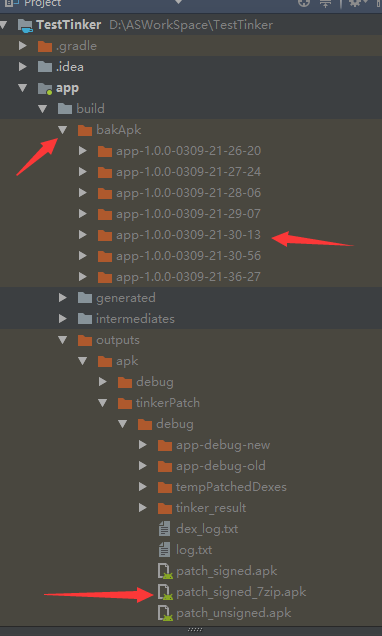 Project
TestTinker D:\ASWorkSpace\TestTinker
.gradle
.idea
app
build
bakApk
app-1.0.0-0309-21-26-20
app-1.0.0-0309-21-27-24
app-1.0.0-0309-21-28-06
app-1.0.0-0309-21-29-07
app-1.0.0-0309-21-30-13
app-1.0.0-0309-21-30-56
app-1.0.0-0309-21-36-27
generated
intermediates
outputs
apk
debug
tinkerPatch
debug
app-debug-new
app-debug-old
tempPatchedDexes
tinker_result
dex_log.txt
log.txt
patch_signed.apk
patch_signed_7zip.apk
patch_unsigned.apk